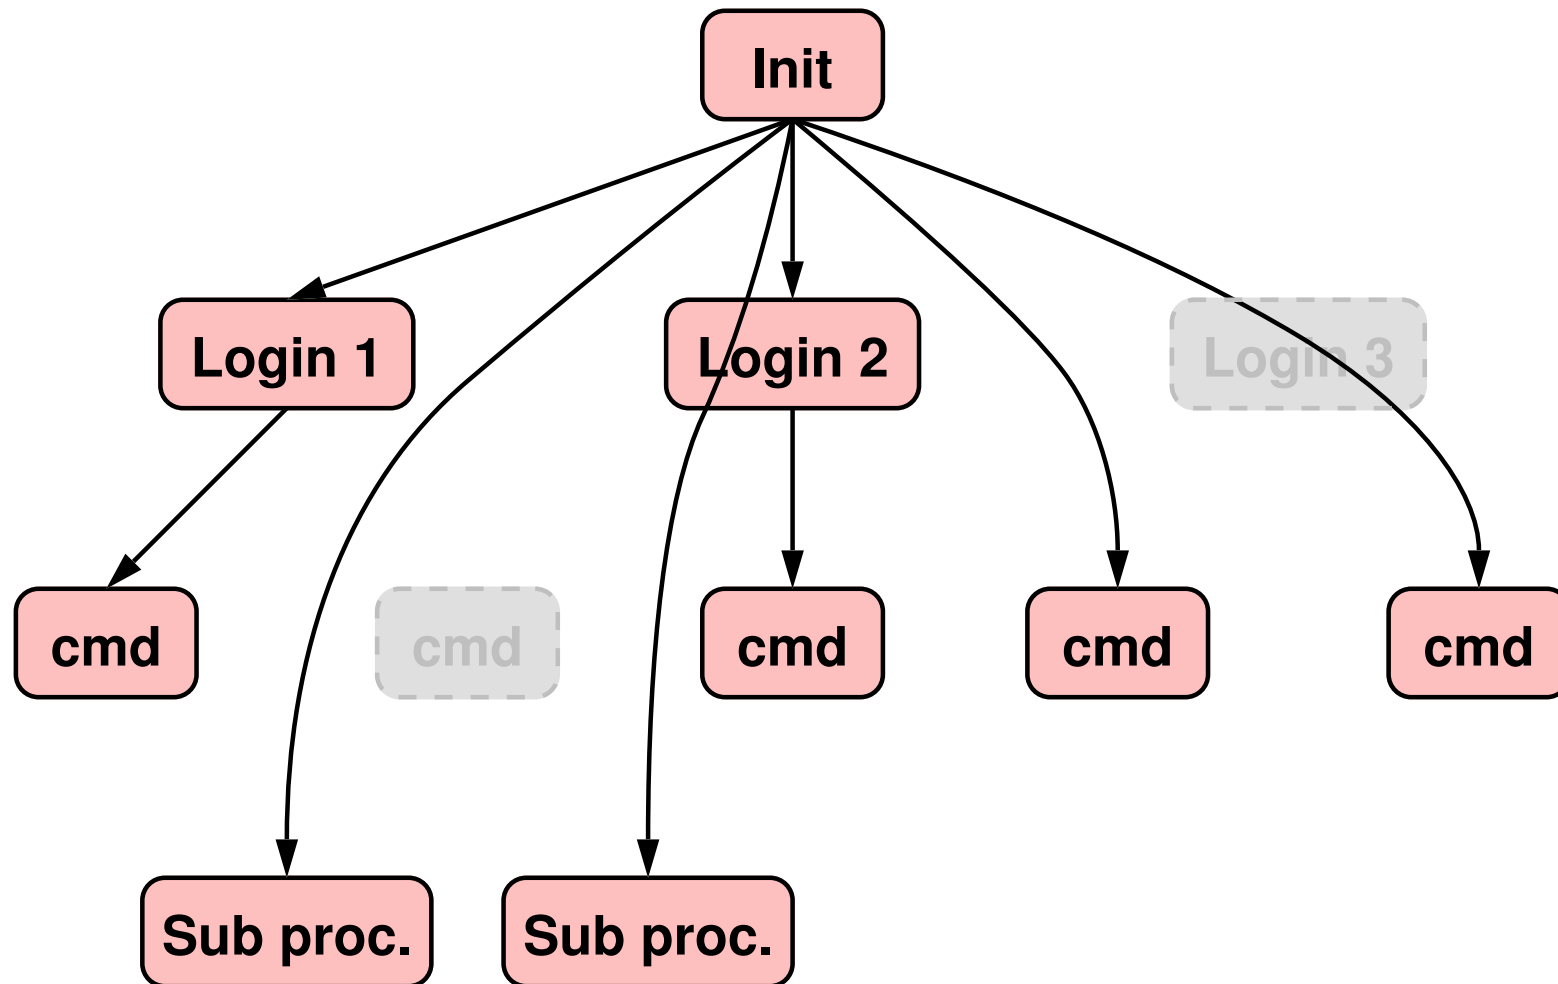 Init
Login 1
Login 2
Login 3
cmd
cmd
cmd
cmd
cmd
Sub proc.
Sub proc.